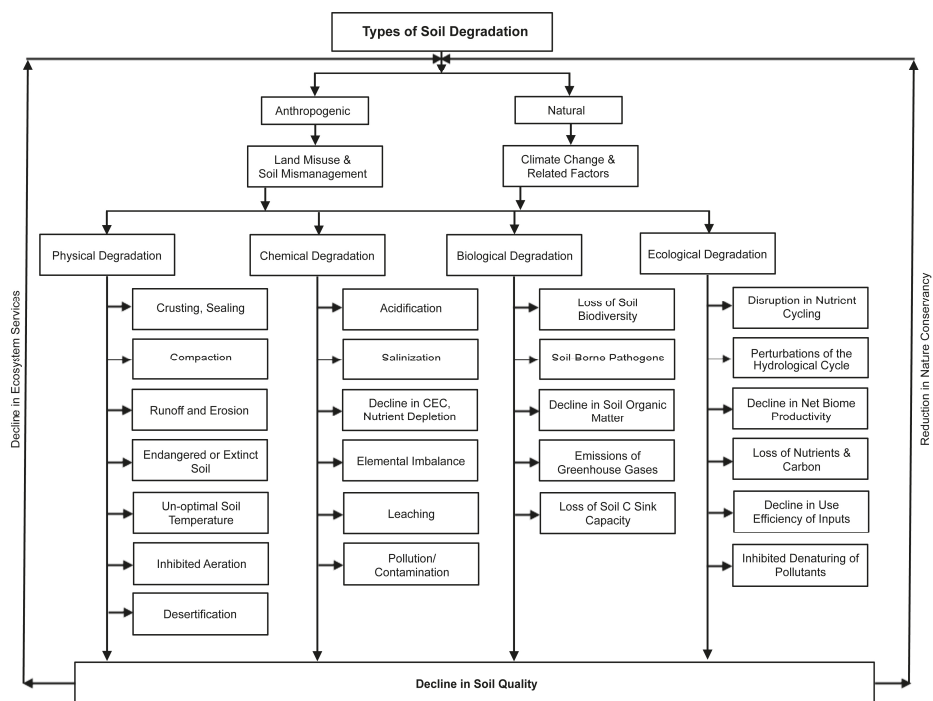 Types of Soil Degradation
Anthropogenic
Natural
Land Misuse &
Soil Mismanagement
Climate Change &
Related Factors
Physical Degradation
Chemical Degradation
Biological Degradation
Ecological Degradation
Crusting, Sealing
Compaction
Runoff and Erosion
Endangered or Extinct
Soil
Un-optimal Soil
Temperature
Inhibited Aeration
Desertification
Acidification
Salinization
Decline in CEC,
Nutrient Depletion
Elemental Imbalance
Leaching
Pollution/
Contamination
Loss of Soil
Biodiversity
Soil Borne Pathogens
Decline in Soil Organic
Matter
Emissions of
Greenhouse Gases
Loss of Soil C Sink
Capacity
Disruption in Nutrient
Cycling
Perturbations of the
Hydrological Cycle
Decline in Net Biome
Productivity
Loss of Nutrients &
Carbon
Decline in Use
Efficiency of Inputs
Inhibited Denaturing of
Pollutants
Decline in Ecosystem Services
Reduction in Nature Conservancy
Decline in Soil Quality